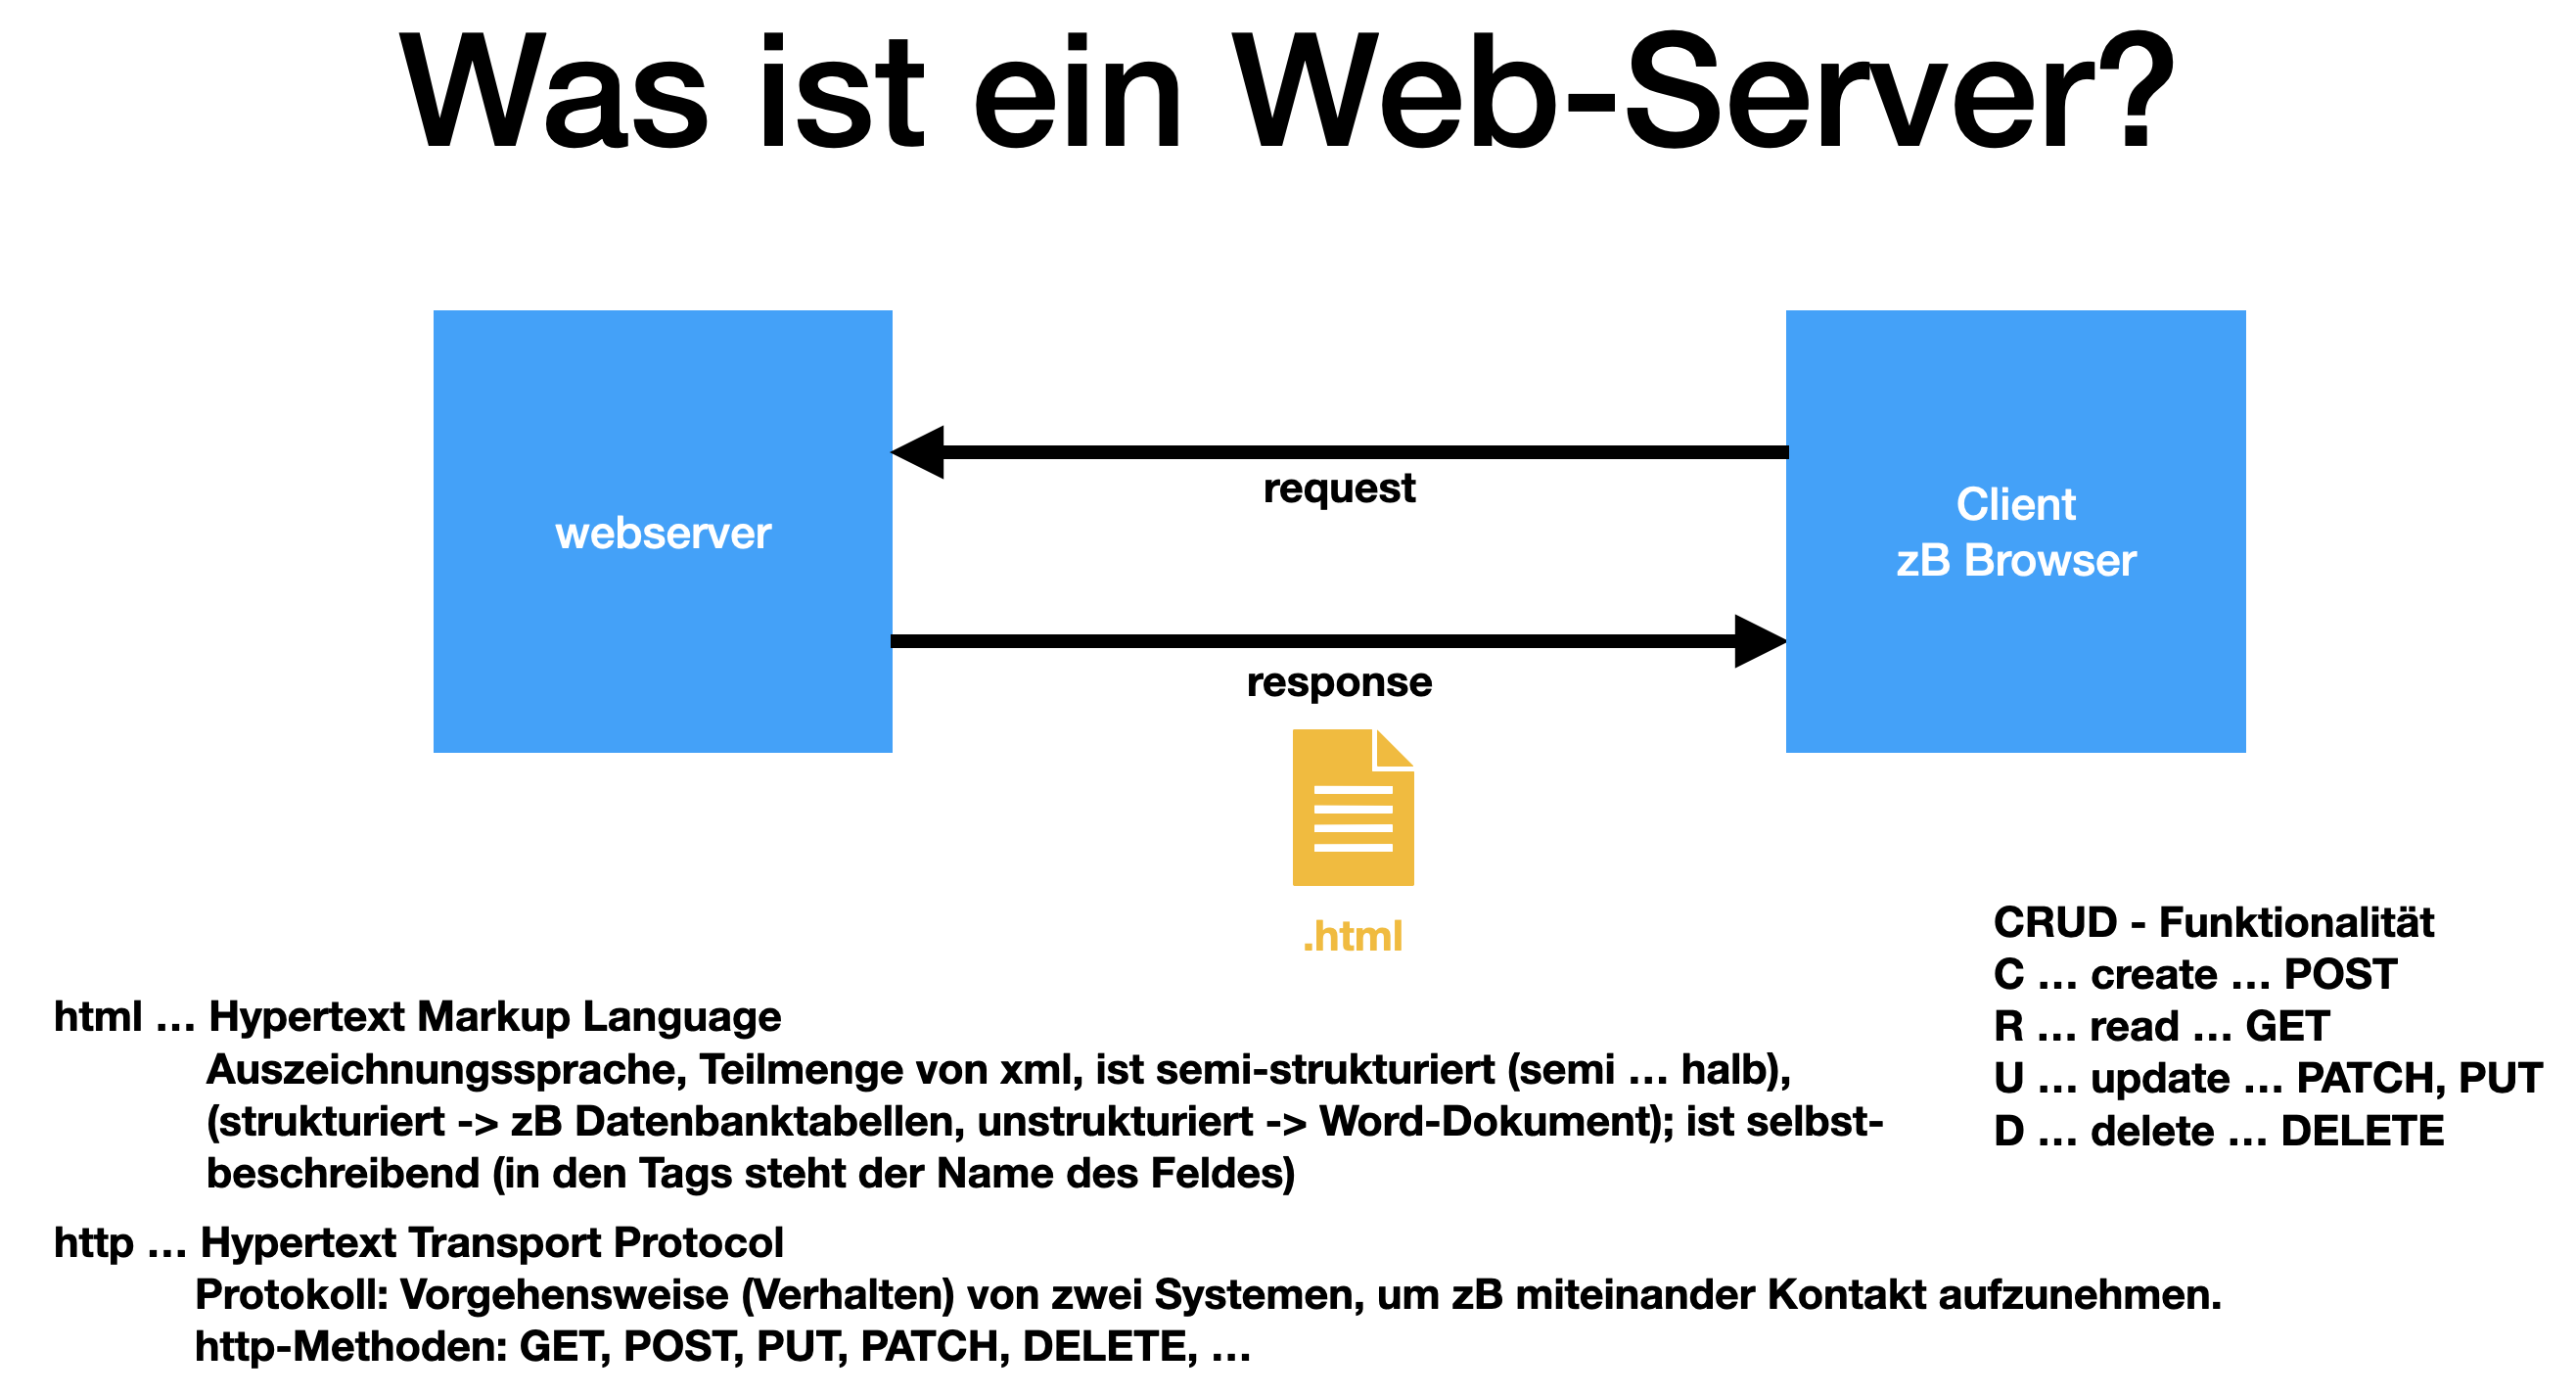 Was ist ein Web-Server?
webserver
request
response
.html
Client
zB Browser
CRUD - Funktionalität
C … create … POST
R … read … GET
U … update … PATCH, PUT
D … delete … DELETE
html … Hypertext Markup Language
Auszeichnungssprache, Teilmenge von xml, ist semi-strukturiert (semi … halb),
(strukturiert -> zB Datenbanktabellen, unstrukturiert -> Word-Dokument); ist selbst-
beschreibend (in den Tags steht der Name des Feldes)
http … Hypertext Transport Protocol
Protokoll: Vorgehensweise (Verhalten) von zwei Systemen, um zB miteinander Kontakt aufzunehmen.
http-Methoden: GET, POST, PUT, PATCH, DELETE, …